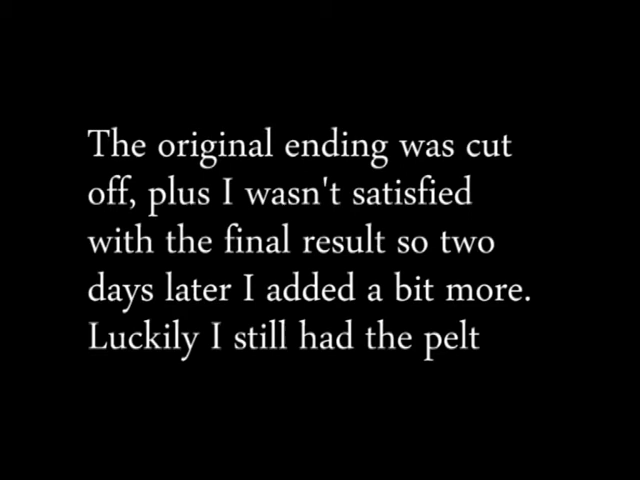 The original ending was cut
off, plus I wasn't satisfied
with the final result so two
days later I added a bit more.
Luckily I still had the pelt